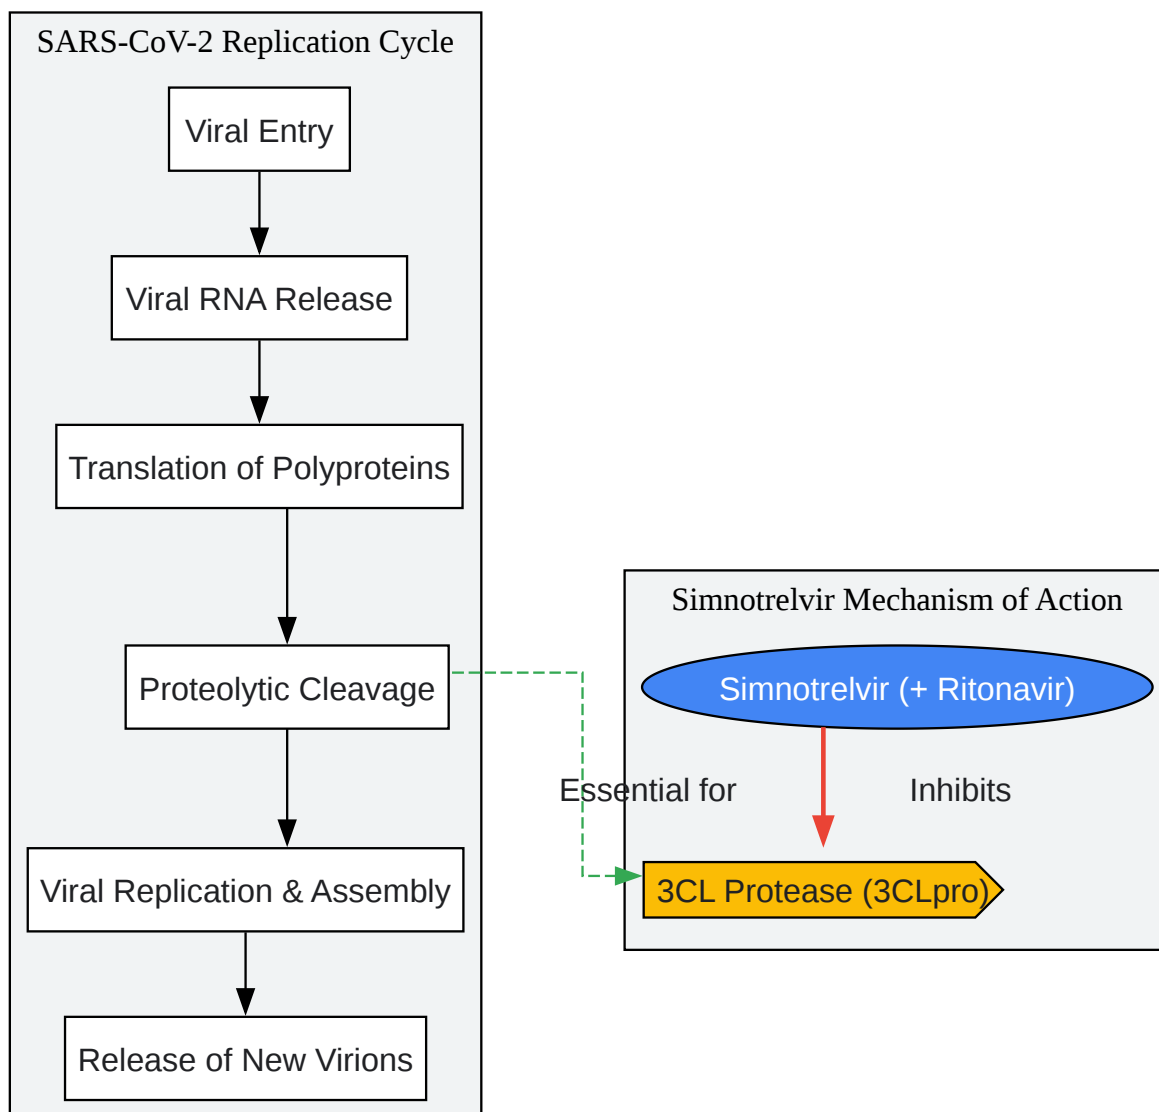 SARS-CoV-2 Replication Cycle
Viral Entry
Viral RNA Release
Translation of Polyproteins
Proteolytic Cleavage
Viral Replication & Assembly
Release of New Virions
Simnotrelvir Mechanism of Action
Simnotrelvir (+ Ritonavir)
Essential for
Inhibits
3CL Protease (3CLpro)